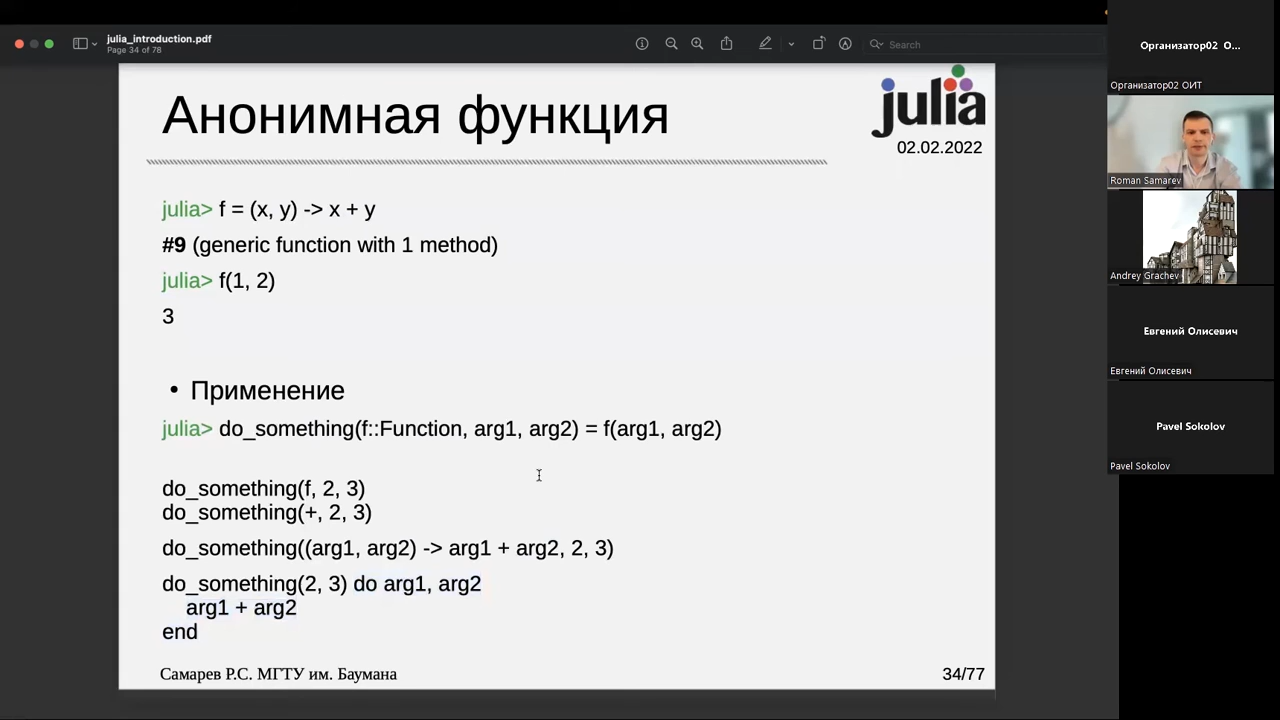 julia_introduction.pdf
Page 34 of 78
Search
Анонимная функция
julia
02.02.2022
julia> f = (x, y) -> x + y
#9 (generic function with 1 method)
julia> f(1, 2)
3
• Применение
julia> do_something(f::Function, arg1, arg2) = f(arg1, arg2)
do_something(f, 2, 3)
do_something(+, 2, 3)
do_something((arg1, arg2) -> arg1 + arg2, 2, 3)
do_something(2, 3) do arg1, arg2
arg1 + arg2
end
Самарев Р.С. МГТУ им. Баумана
34/77
Организатор02 О...
Организатор02 ОИТ
Roman Samarev
Andrey Grachev
Евгений Олисевич
Евгений Олисевич
Pavel Sokolov
Pavel Sokolov